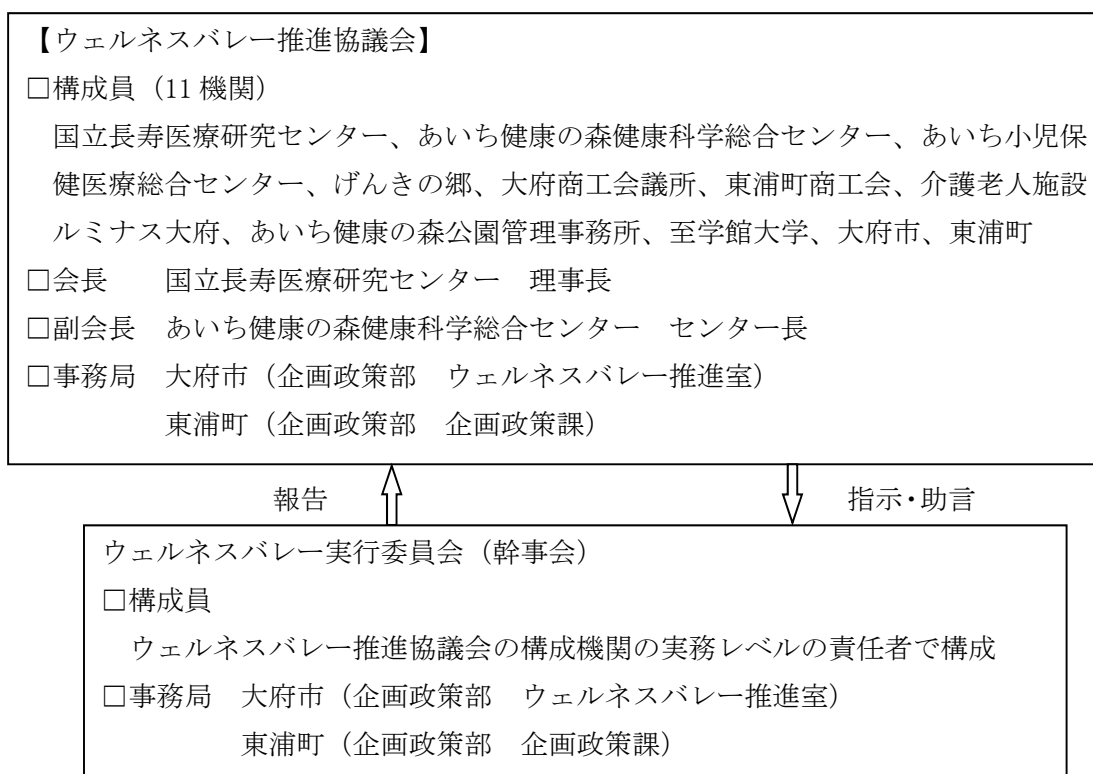 【ウェルネスバレー推進協議会】
□構成員（11 機関）
国立長寿医療研究センター、あいち健康の森健康科学総合センター、あいち小児保
健医療総合センター、げんきの郷、大府商工会議所、東浦町商工会、介護老人施設
ルミナス大府、あいち健康の森公園管理事務所、至学館大学、大府市、東浦町
□会長　　国立長寿医療研究センター　理事長
□副会長　あいち健康の森健康科学総合センター　センター長
□事務局　大府市（企画政策部　ウェルネスバレー推進室）
東浦町（企画政策部　企画政策課）
報告　指示・助言
ウェルネスバレー実行委員会（幹事会）
□構成員
ウェルネスバレー推進協議会の構成機関の実務レベルの責任者で構成
□事務局　大府市（企画政策部　ウェルネスバレー推進室）
東浦町（企画政策部　企画政策課）